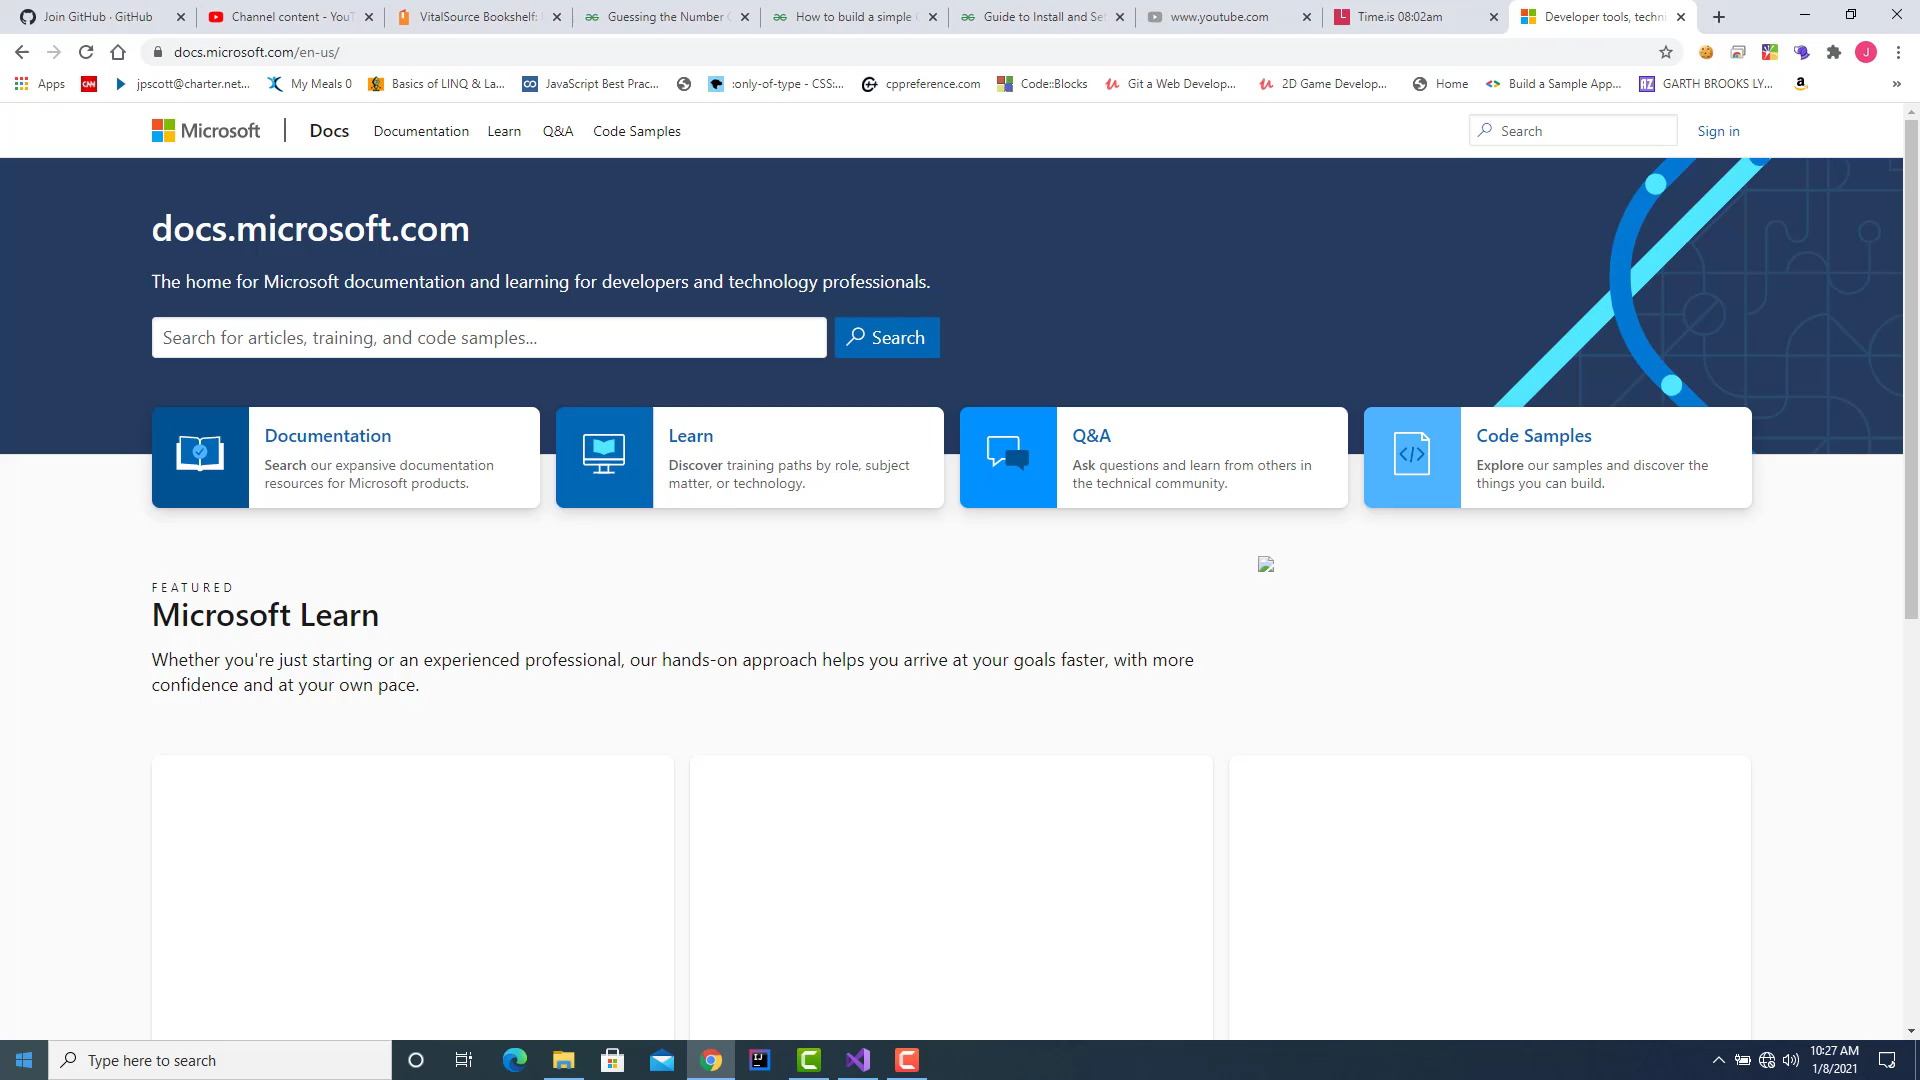 Join GitHub · GitHub
Channel content - YouT
VitalSource Bookshelf:
Guessing the Number
How to build a simple
Guide to Install and Se
www.youtube.com
Time.is 08:02am
Developer tools, techni
docs.microsoft.com/en-us/
Apps
CNN
jpscott@charter.net...
My Meals 0
Basics of LINQ & La...
JavaScript Best Prac...
:only-of-type - CSS:...
cppreference.com
Code::Blocks
Git a Web Develop...
2D Game Develop...
Home
Build a Sample App...
AZ
GARTH BROOKS LY...
»
J
Microsoft
Docs
Documentation
Learn
Q&A
Code Samples
Search
Sign in
docs.microsoft.com
The home for Microsoft documentation and learning for developers and technology professionals.
Search for articles, training, and code samples...
Search
Documentation
Search our expansive documentation
resources for Microsoft products.
Learn
Discover training paths by role, subject
matter, or technology.
Q&A
Ask questions and learn from others in
the technical community.
Code Samples
Explore our samples and discover the
things you can build.
FEATURED
Microsoft Learn
Whether you're just starting or an experienced professional, our hands-on approach helps you arrive at your goals faster, with more
confidence and at your own pace.
Type here to search
10:27 AM
1/8/2021